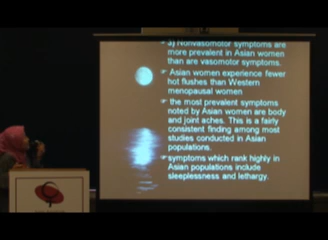 3) Nonvasomotor symptoms are
more prevalent in Asian women
than are vasomotor symptoms.
Asian women experience fewer
hot flushes than Western
menopausal women
the most prevalent symptoms
noted by Asian women are body
and joint aches. This is a fairly
consistent finding among most
studies conducted in Asian
populations.
symptoms which rank highly in
Asian populations include
sleeplessness and lethargy.